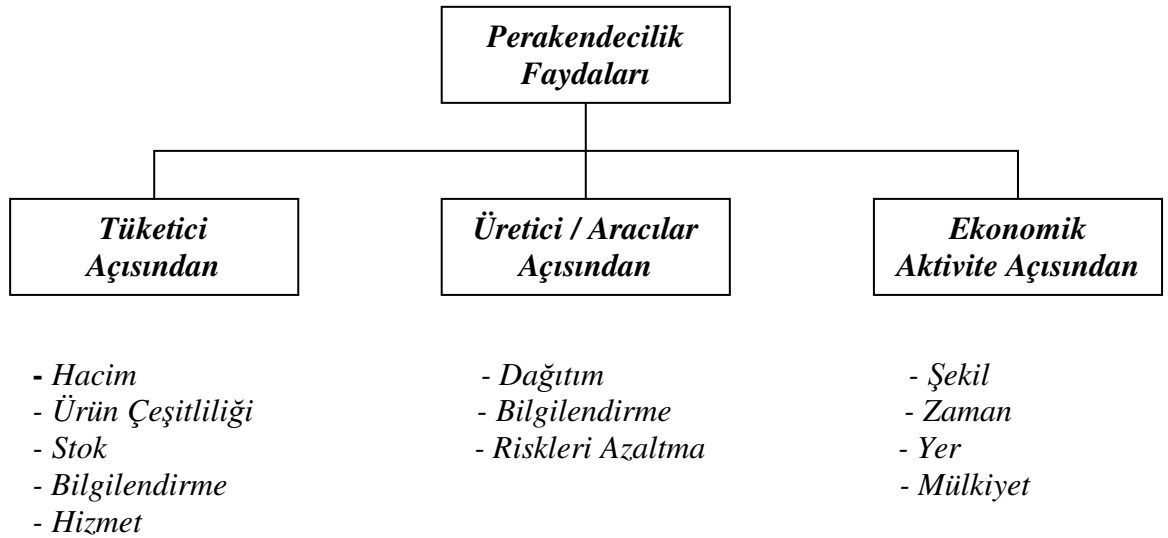 Perakendecilik
Faydaları
Tüketici
Açısından
Üretici / Aracılar
Açısından
Ekonomik
Aktivite Açısından
- Hacim
- Ürün Çeşitliliği
- Stok
- Bilgilendirme
- Hizmet
- Dağıtım
- Bilgilendirme
- Riskleri Azaltma
- Şekil
- Zaman
- Yer
- Mülkiyet